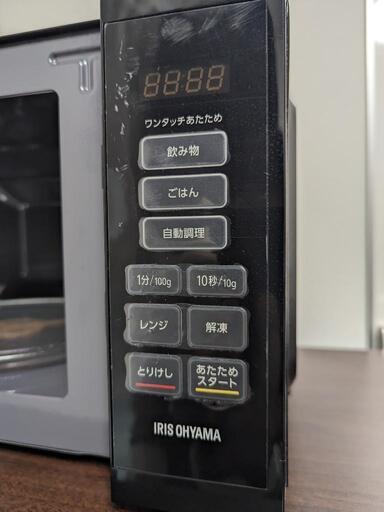 88:88
ワンタッチあたため
飲み物
ごはん
自動調理
1分/100g 10秒/10g
レンジ 解凍
とりけし あたため
スタート
IRIS OHYAMA